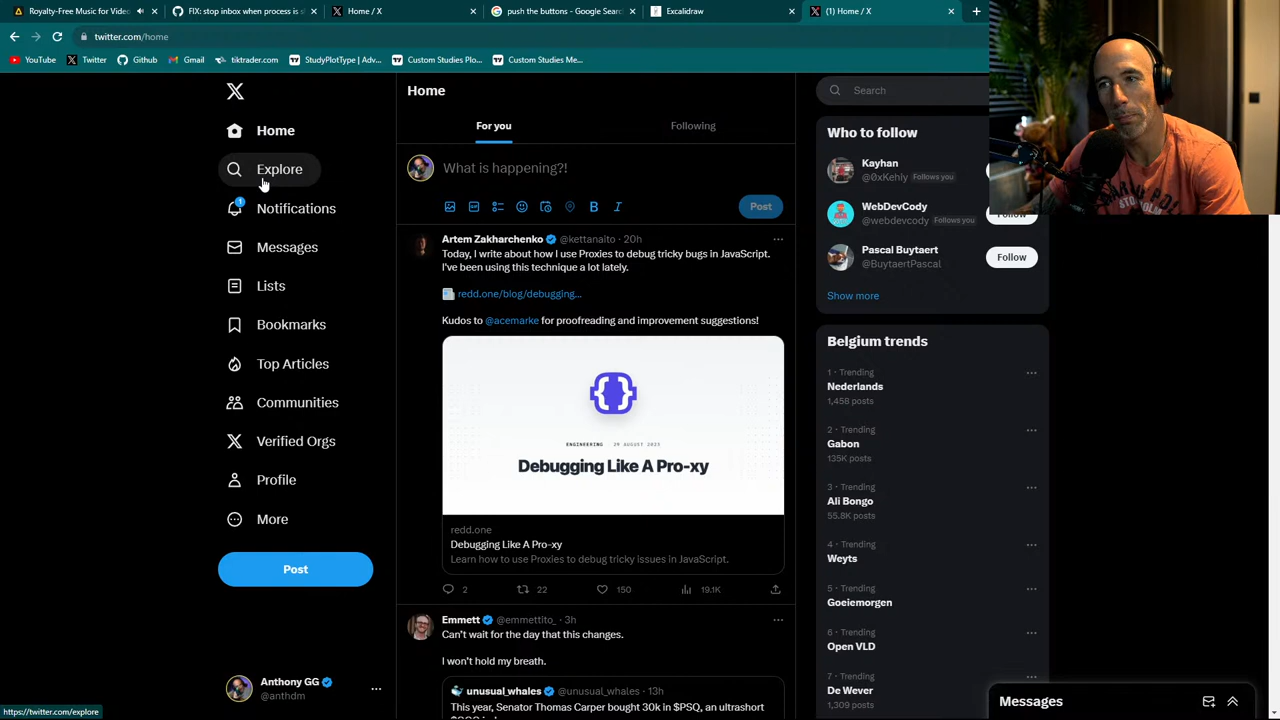 Royalty-Free Music for Video
FIX: stop inbox when process is s
Home / X
push the buttons - Google Searc
Excalidraw
(1) Home / X
twitter.com/home
YouTube
Twitter
Github
Gmail
tiktrader.com
StudyPlotType | Adv...
Custom Studies Plo...
Custom Studies Me...
Home
Explore
Notifications
1
Messages
Lists
Bookmarks
Top Articles
Communities
Verified Orgs
Profile
More
Post
Anthony GG
@anthdm
https://twitter.com/explore
Home
For you
Following
What is happening?!
Post
Artem Zakharchenko @kettanaito · 20h
Today, I write about how I use Proxies to debug tricky bugs in JavaScript.
I've been using this technique a lot lately.
redd.one/blog/debugging...
Kudos to @acemarke for proofreading and improvement suggestions!
ENGINEERING 29 AUGUST 2023
Debugging Like A Pro-xy
redd.one
Debugging Like A Pro-xy
Learn how to use Proxies to debug tricky issues in JavaScript.
2 22 150 19.1K
Emmett @emmettito_ · 3h
Can't wait for the day that this changes.
I won't hold my breath.
unusual_whales @unusual_whales · 13h
This year, Senator Thomas Carper bought 30k in $PSQ, an ultrashort
Search
Who to follow
Kayhan
@0xKehiy Follows you
WebDevCody
@webdevcody Follows you
Follow
Pascal Buytaert
@BuytaertPascal
Follow
Show more
Belgium trends
1 · Trending
Nederlands
1,458 posts
2 · Trending
Gabon
135K posts
3 · Trending
Ali Bongo
55.8K posts
4 · Trending
Weyts
5 · Trending
Goeiemorgen
6 · Trending
Open VLD
7 · Trending
De Wever
1,309 posts
Messages